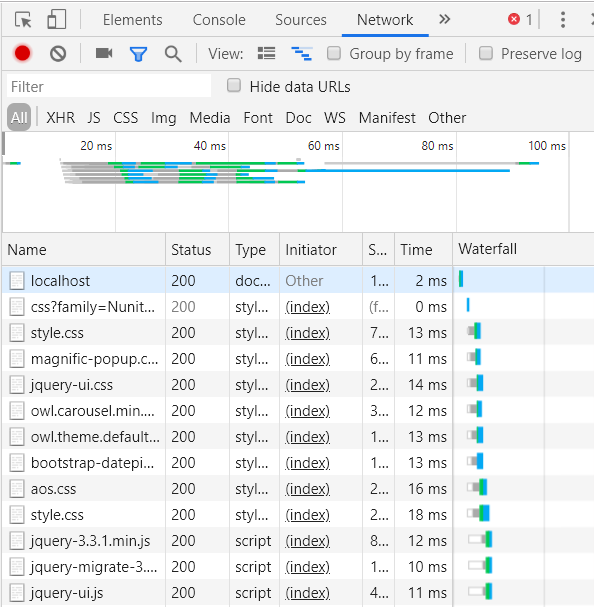 Elements Console Sources Network » 1
View: Group by frame Preserve log
Filter Hide data URLs
All XHR JS CSS Img Media Font Doc WS Manifest Other
20 ms 40 ms 60 ms 80 ms 100 ms
Name Status Type Initiator S... Time Waterfall
localhost 200 doc... Other 1... 2 ms
css?family=Nunit... 200 styl... (index) (f... 0 ms
style.css 200 styl... (index) 7... 13 ms
magnific-popup.c... 200 styl... (index) 6... 11 ms
jquery-ui.css 200 styl... (index) 2... 14 ms
owl.carousel.min.... 200 styl... (index) 3... 12 ms
owl.theme.default... 200 styl... (index) 1... 13 ms
bootstrap-datepi... 200 styl... (index) 1... 13 ms
aos.css 200 styl... (index) 2... 16 ms
style.css 200 styl... (index) 2... 18 ms
jquery-3.3.1.min.js 200 script (index) 8... 12 ms
jquery-migrate-3.... 200 script (index) 1... 10 ms
jquery-ui.js 200 script (index) 4... 11 ms